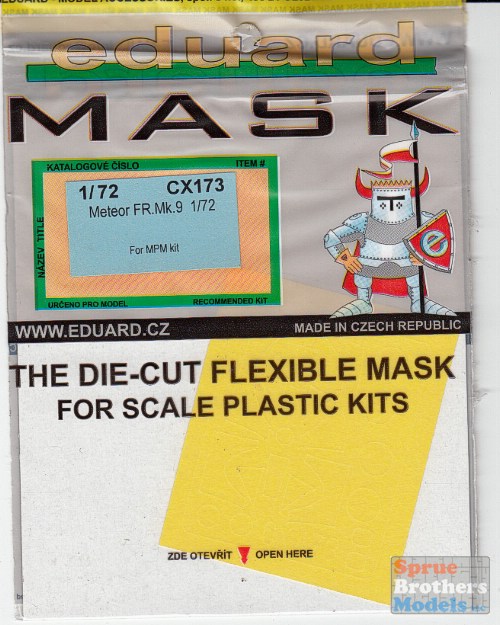 eduard
MASK
KATALOGOVÉ ČÍSLO ITEM #
1/72 CX173
Meteor FR.Mk.9 1/72
For MPM kit
NÁZEV TITLE
URČENO PRO MODEL RECOMMENDED KIT
e
WWW.EDUARD.CZ MADE IN CZECH REPUBLIC
THE DIE-CUT FLEXIBLE MASK
FOR SCALE PLASTIC KITS
ZDE OTEVŘÍT OPEN HERE
Sprue
Brothers
Models LLC